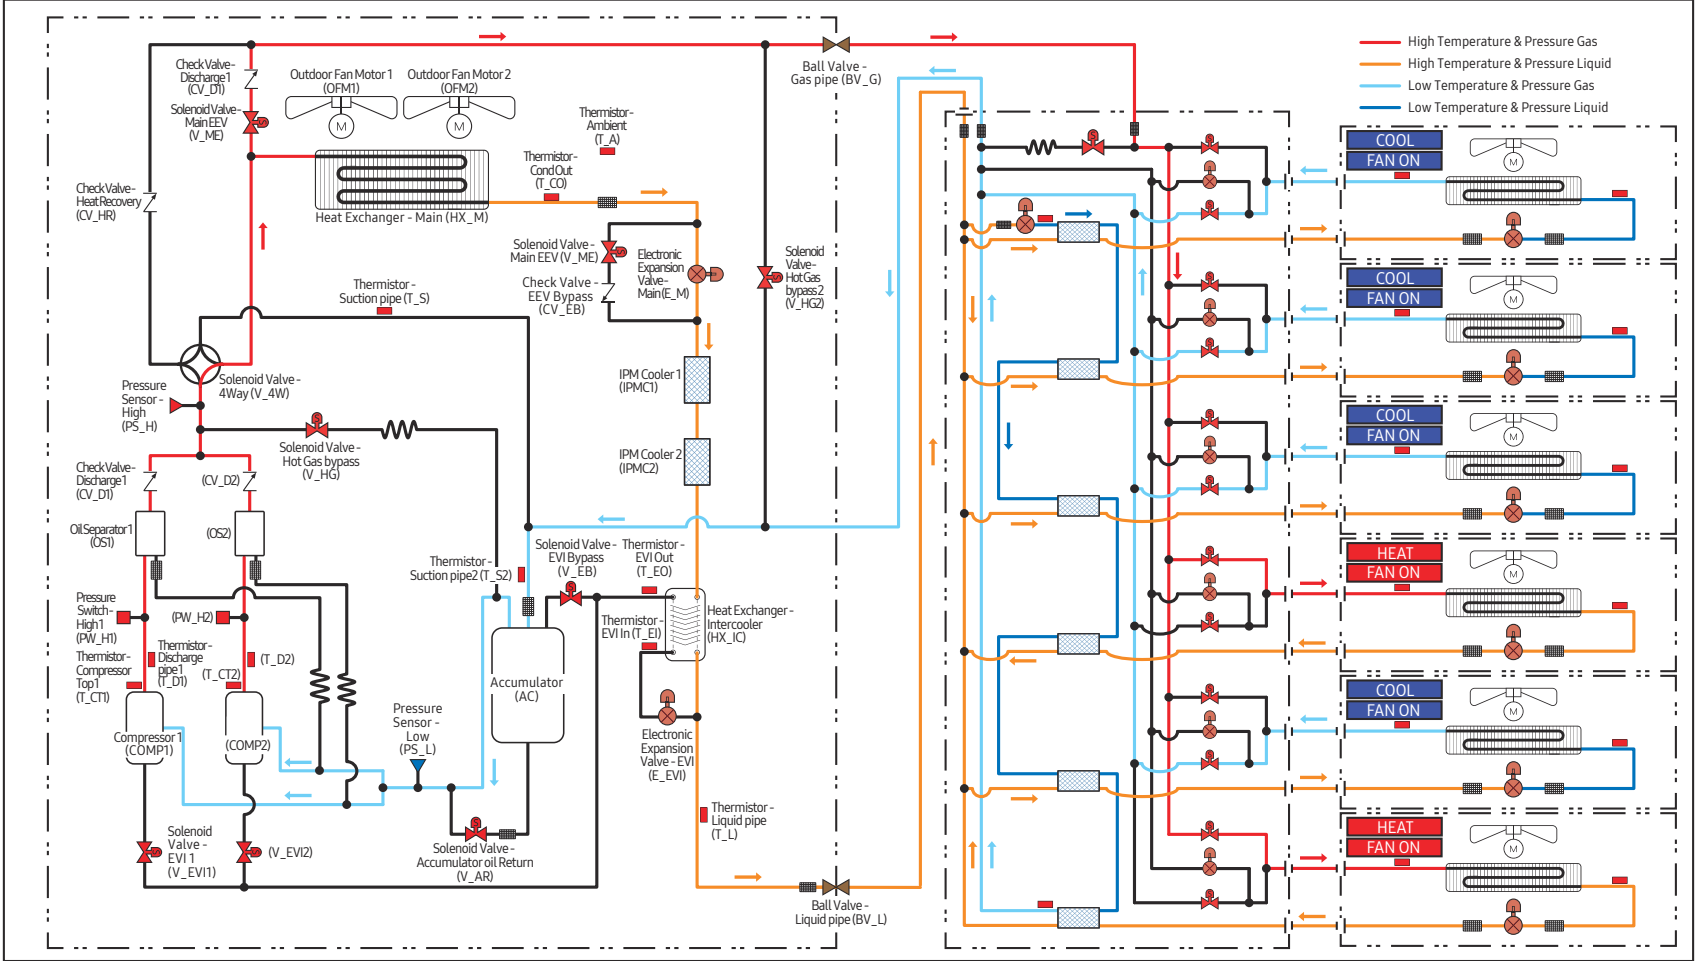 High Temperature & Pressure Gas
High Temperature & Pressure Liquid
Low Temperature & Pressure Gas
Low Temperature & Pressure Liquid
Check Valve -
Discharge 1
(CV_D1)
Solenoid Valve -
Main EEV
(V_ME)
Outdoor Fan Motor 1
(OFM1)
M
Outdoor Fan Motor 2
(OFM2)
M
Thermistor -
Ambient
(T_A)
Thermistor -
Cond Out
(T_CO)
Ball Valve -
Gas pipe (BV_G)
Check Valve -
Heat Recovery
(CV_HR)
Heat Exchanger - Main (HX_M)
Solenoid Valve -
Main EEV (V_ME)
Check Valve -
EEV Bypass
(CV_EB)
Electronic
Expansion
Valve-
Main (E_M)
Solenoid
Valve -
Hot Gas
bypass 2
(V_HG2)
Thermistor -
Suction pipe (T_S)
Solenoid Valve -
4Way (V_4W)
Pressure
Sensor -
High
(PS_H)
IPM Cooler 1
(IPMC1)
IPM Cooler 2
(IPMC2)
Solenoid Valve -
Hot Gas bypass
(V_HG)
Check Valve -
Discharge 1
(CV_D1)
(CV_D2)
Oil Separator 1
(OS1)
(OS2)
Thermistor -
Suction pipe2 (T_S2)
Solenoid Valve -
EVI Bypass
(V_EB)
Thermistor -
EVI Out
(T_EO)
Pressure
Switch -
High 1
(PW_H1)
(PW_H2)
Thermistor -
EVI In (T_EI)
Heat Exchanger -
Intercooler
(HX_IC)
Thermistor-
Compressor
Top1
(T_CT1)
Thermistor-
Discharge
pipe1
(T_D1)
(T_CT2)
(T_D2)
Accumulator
(AC)
Pressure
Sensor -
Low
(PS_L)
Compressor 1
(COMP1)
(COMP2)
Electronic
Expansion
Valve - EVI
(E_EVI)
Thermistor -
Liquid pipe
(T_L)
Solenoid
Valve -
EVI 1
(V_EVI1)
(V_EVI2)
Solenoid Valve -
Accumulator oil Return
(V_AR)
Ball Valve -
Liquid pipe (BV_L)
COOL
FAN ON
M
COOL
FAN ON
M
COOL
FAN ON
M
HEAT
FAN ON
M
COOL
FAN ON
M
HEAT
FAN ON
M